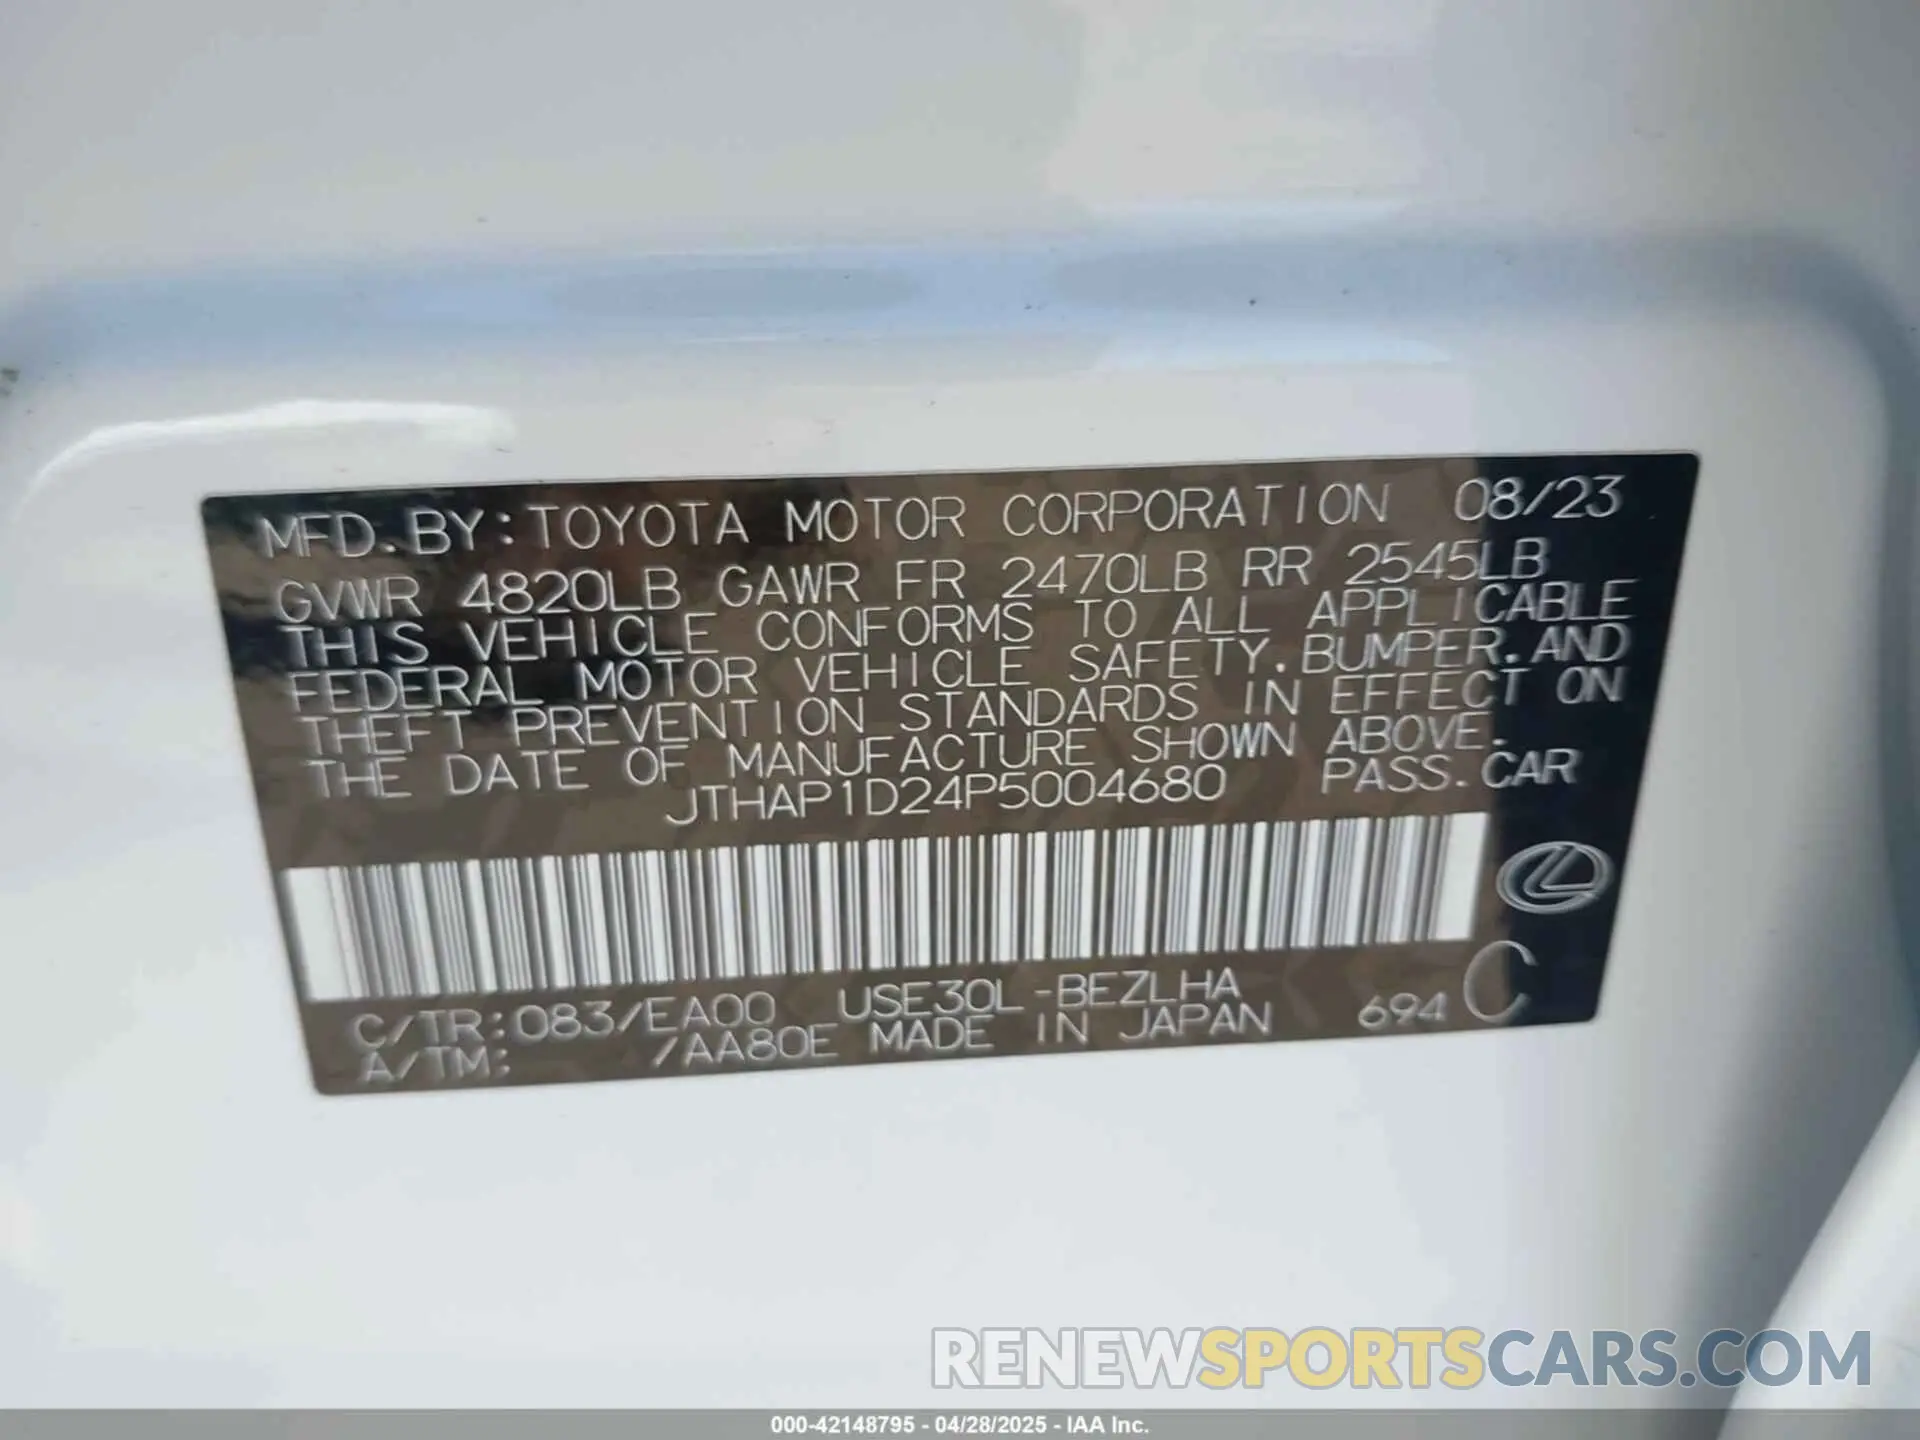 MFD. BY: TOYOTA MOTOR CORPORATION 08/23
GVWR 4820LB GAWR FR 2470LB RR 2545LB
THIS VEHICLE CONFORMS TO ALL APPLICABLE
FEDERAL MOTOR VEHICLE SAFETY, BUMPER, AND
THEFT PREVENTION STANDARDS IN EFFECT ON
THE DATE OF MANUFACTURE SHOWN ABOVE.
JTHAP1D24P5004680 PASS. CAR
C/TR: 083/EA00 USE30L-BEZLHA
A/TM: /AA80E MADE IN JAPAN 694 C
RENEWSPORTSCARS.COM
000-42148795 - 04/28/2025 - IAA Inc.